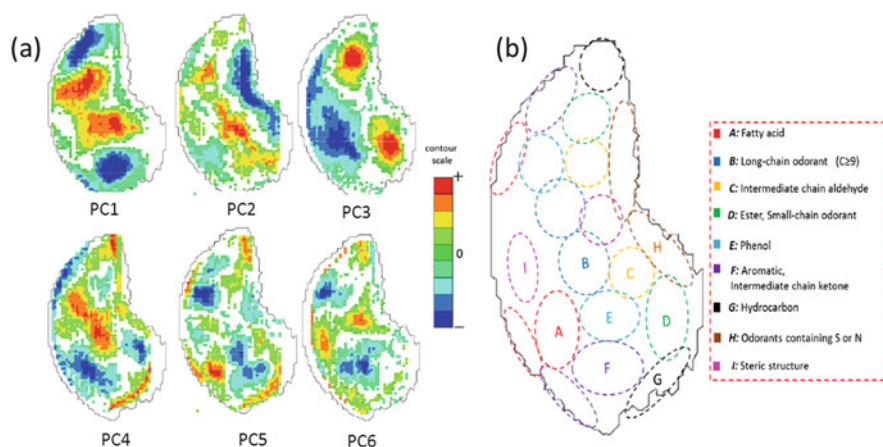 (a)
PC1
PC2
PC3
PC4
PC5
PC6
contour
scale
+
0
−
(b)
A
B
C
D
E
F
G
H
I
A: Fatty acid
B: Long-chain odorant (C≥9)
C: Intermediate chain aldehyde
D: Ester, Small-chain odorant
E: Phenol
F: Aromatic,
Intermediate chain ketone
G: Hydrocarbon
H: Odorants containing S or N
I: Steric structure